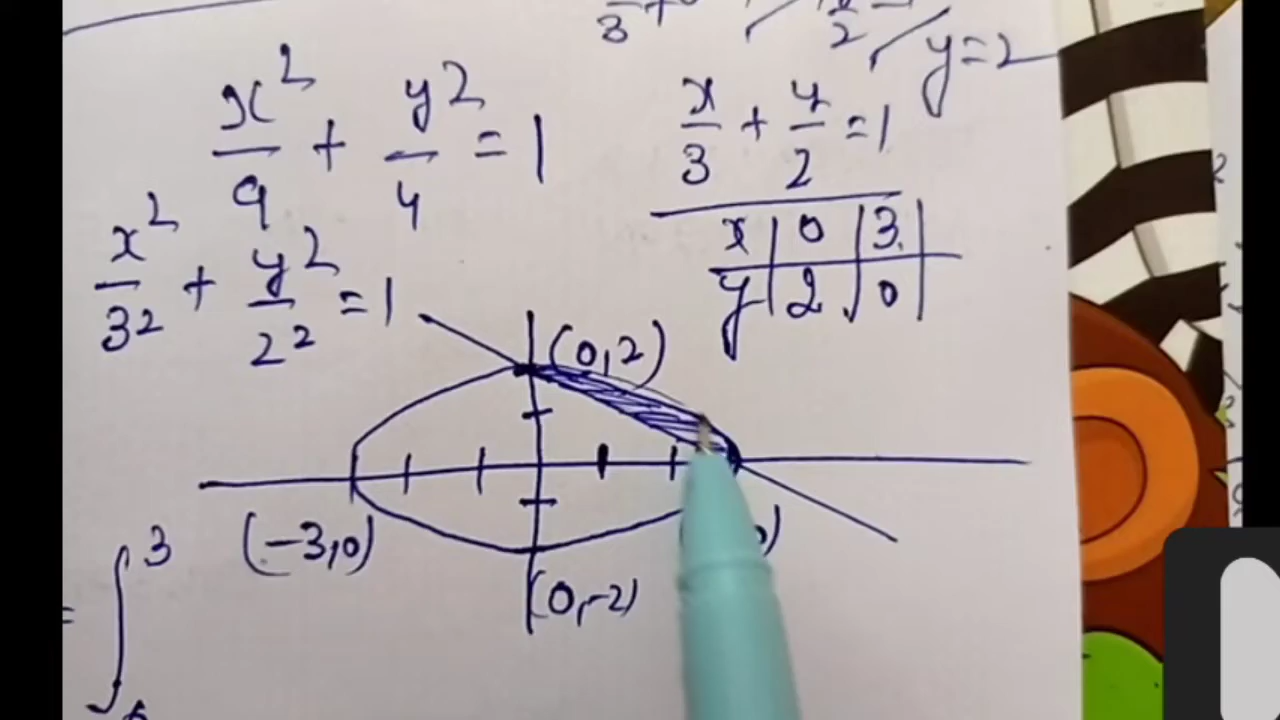 y=2
x²/9 + y²/4 = 1
x/3 + y/2 = 1
x | 0 | 3
y | 2 | 0
x²/3² + y²/2² = 1
(0,2)
(-3,0)
(0,-2)
= ∫ 3